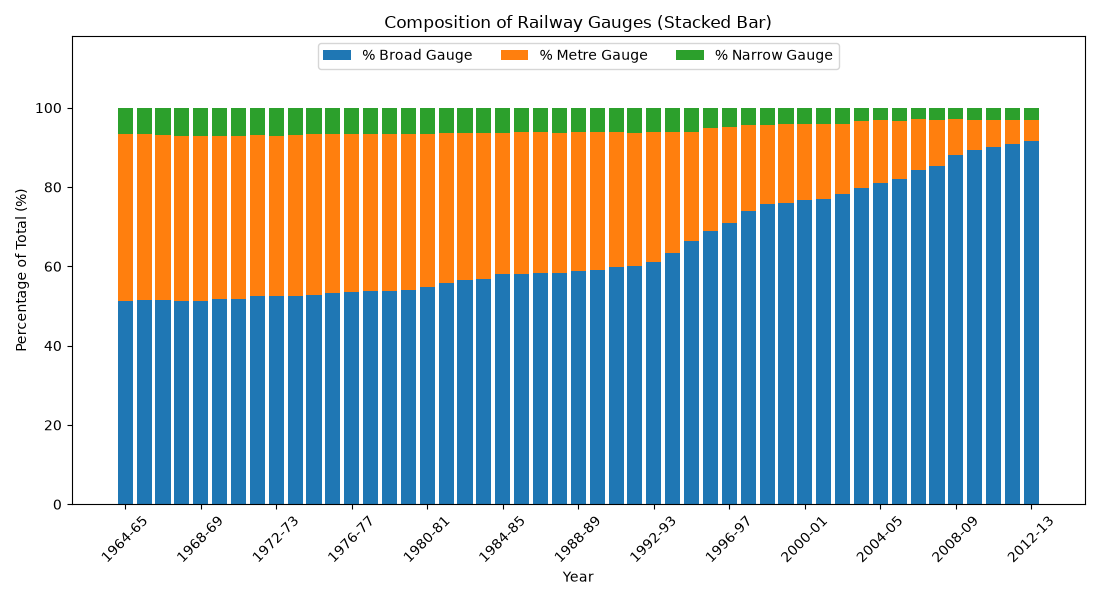 Composition of Railway Gauges (Stacked Bar)
% Broad Gauge % Metre Gauge % Narrow Gauge
Percentage of Total (%)
100
80
60
40
20
0
1964-65 1968-69 1972-73 1976-77 1980-81 1984-85 1988-89 1992-93 1996-97 2000-01 2004-05 2008-09 2012-13
Year